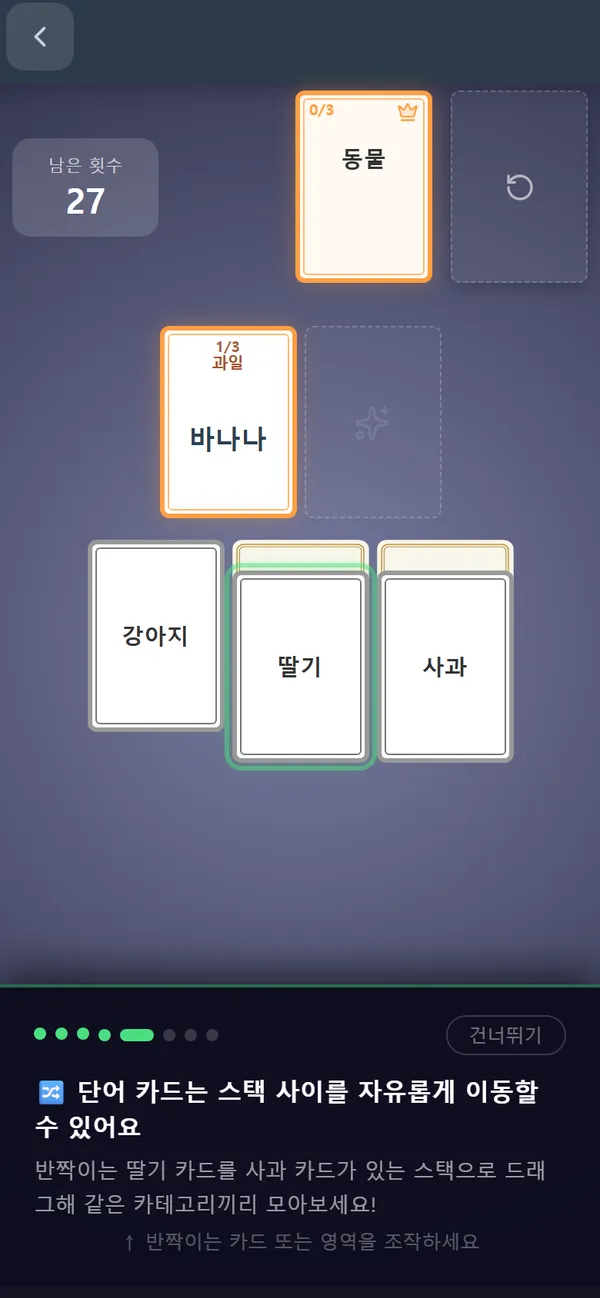 0/3
동물
남은 횟수
27
1/3
과일
바나나
강아지
딸기
사과
건너뛰기
🔀 단어 카드는 스택 사이를 자유롭게 이동할
수 있어요
반짝이는 딸기 카드를 사과 카드가 있는 스택으로 드래
그해 같은 카테고리끼리 모아보세요!
↑ 반짝이는 카드 또는 영역을 조작하세요